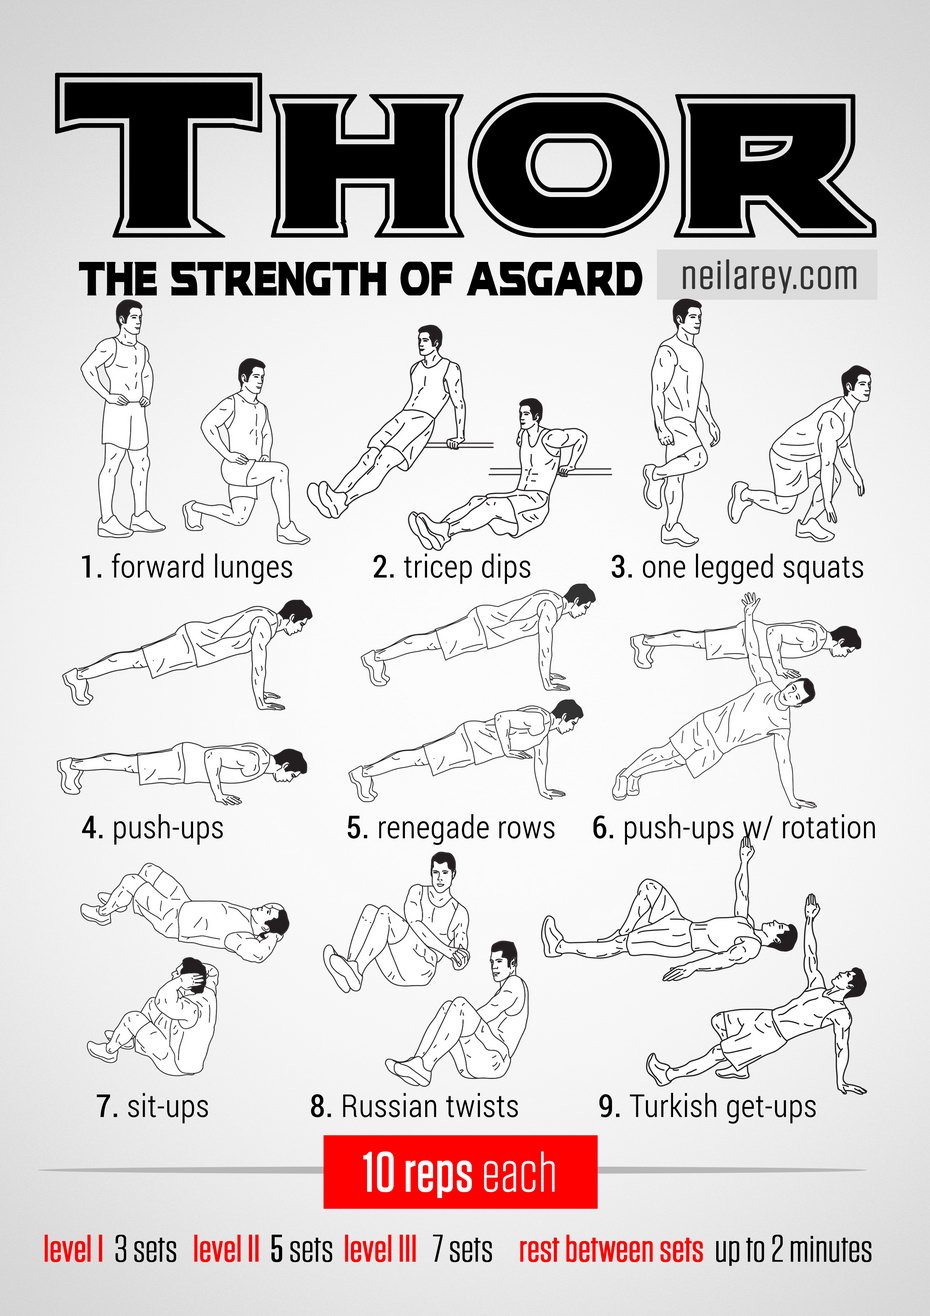 THOR
THE STRENGTH OF ASGARD
neilarey.com
1. forward lunges
2. tricep dips
3. one legged squats
4. push-ups
5. renegade rows
6. push-ups w/ rotation
7. sit-ups
8. Russian twists
9. Turkish get-ups
10 reps each
level I 3 sets level II 5 sets level III 7 sets rest between sets up to 2 minutes